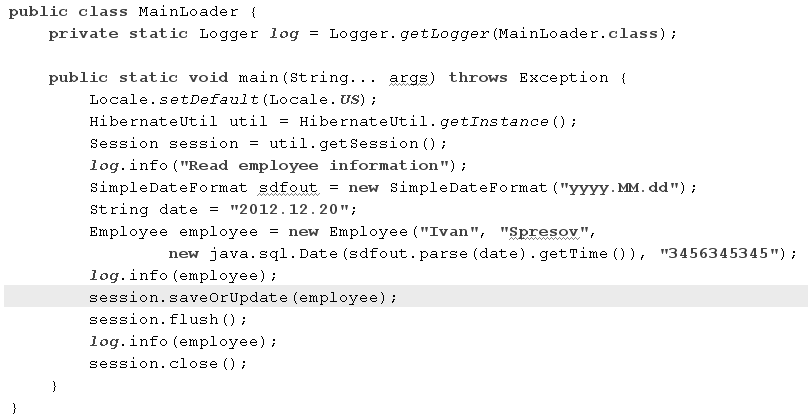 public class MainLoader {
    private static Logger log = Logger.getLogger(MainLoader.class);

    public static void main(String... args) throws Exception {
        Locale.setDefault(Locale.US);
        HibernateUtil util = HibernateUtil.getInstance();
        Session session = util.getSession();
        log.info("Read employee information");
        SimpleDateFormat sdfout = new SimpleDateFormat("yyyy.MM.dd");
        String date = "2012.12.20";
        Employee employee = new Employee("Ivan", "Spresov",
                new java.sql.Date(sdfout.parse(date).getTime()), "3456345345");
        log.info(employee);
        session.saveOrUpdate(employee);
        session.flush();
        log.info(employee);
        session.close();
    }
}